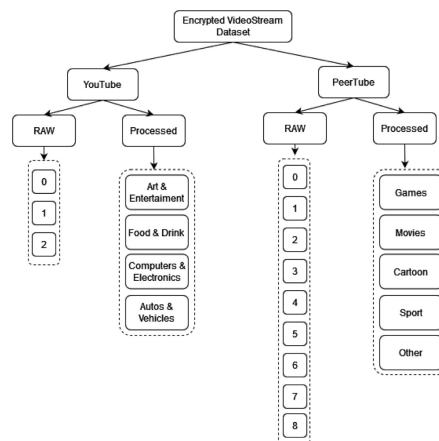 Encrypted VideoStream
Dataset
YouTube
PeerTube
RAW
Processed
RAW
Processed
0
1
2
Art &
Entertaiment
Food & Drink
Computers &
Electronics
Autos &
Vehicles
0
1
2
3
4
5
6
7
8
Games
Movies
Cartoon
Sport
Other